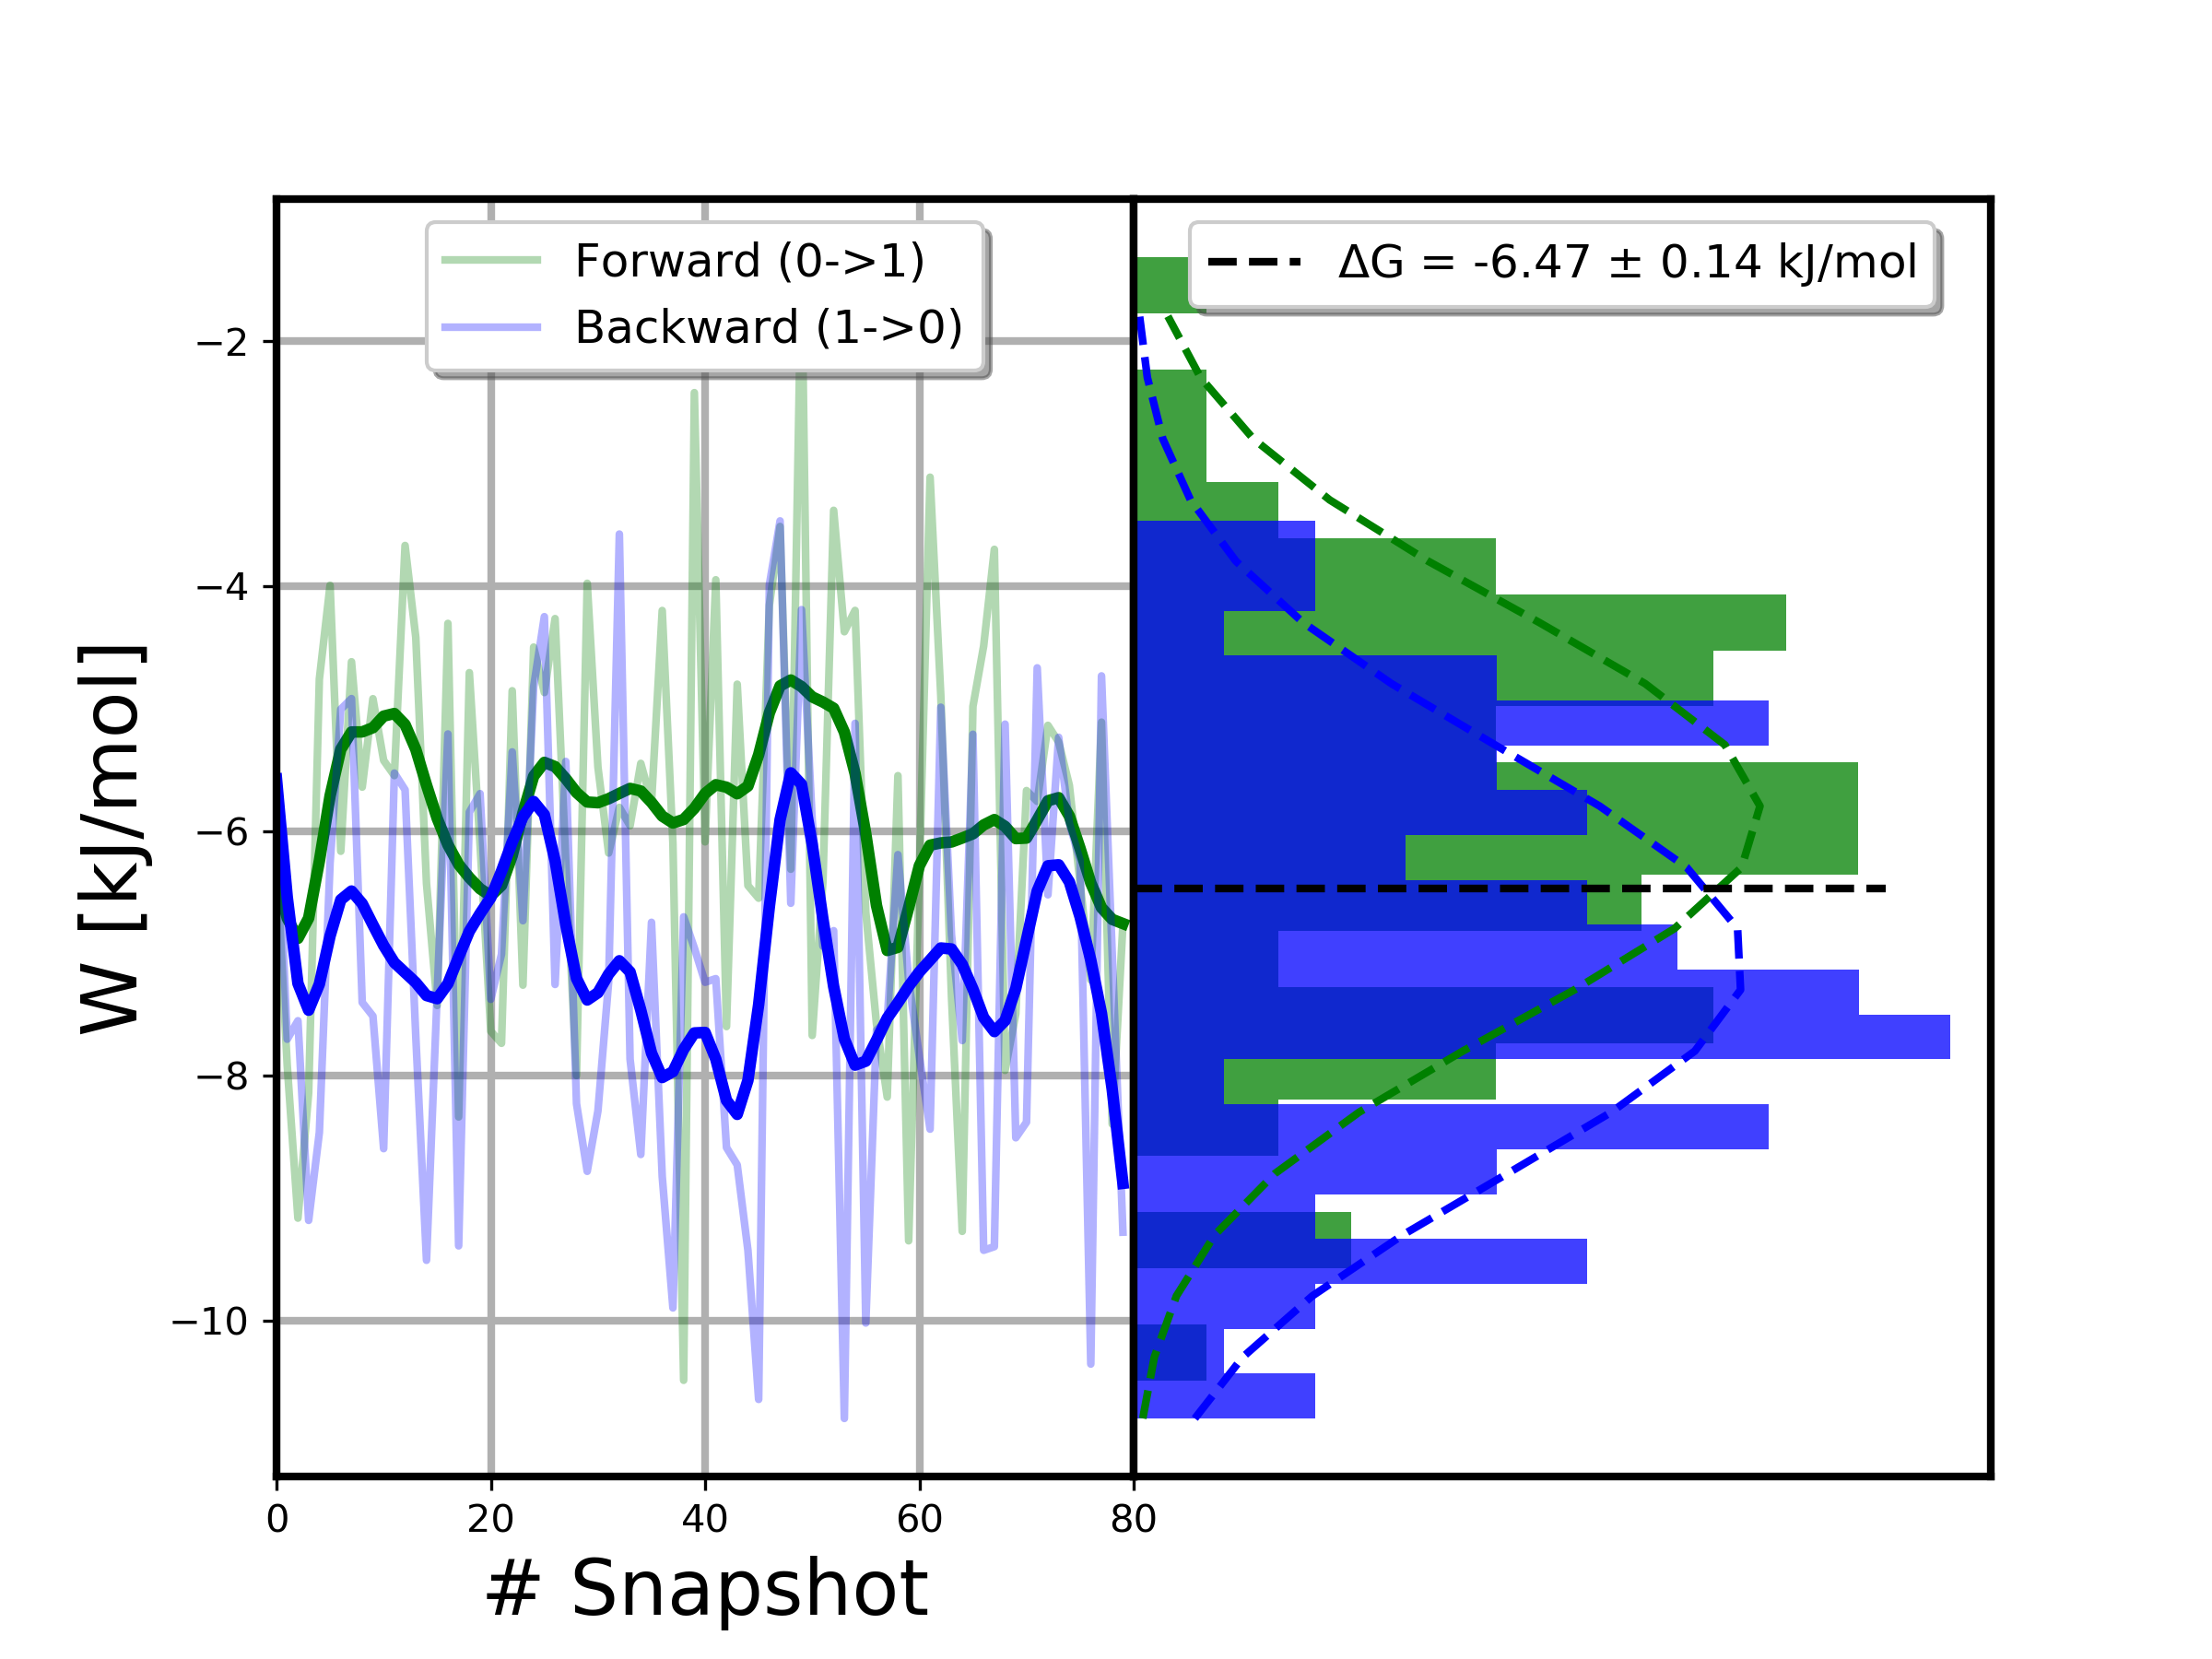 Forward (0->1)
Backward (1->0)
ΔG = -6.47 ± 0.14 kJ/mol
W [kJ/mol]
−2
−4
−6
−8
−10
0 20 40 60 80
# Snapshot